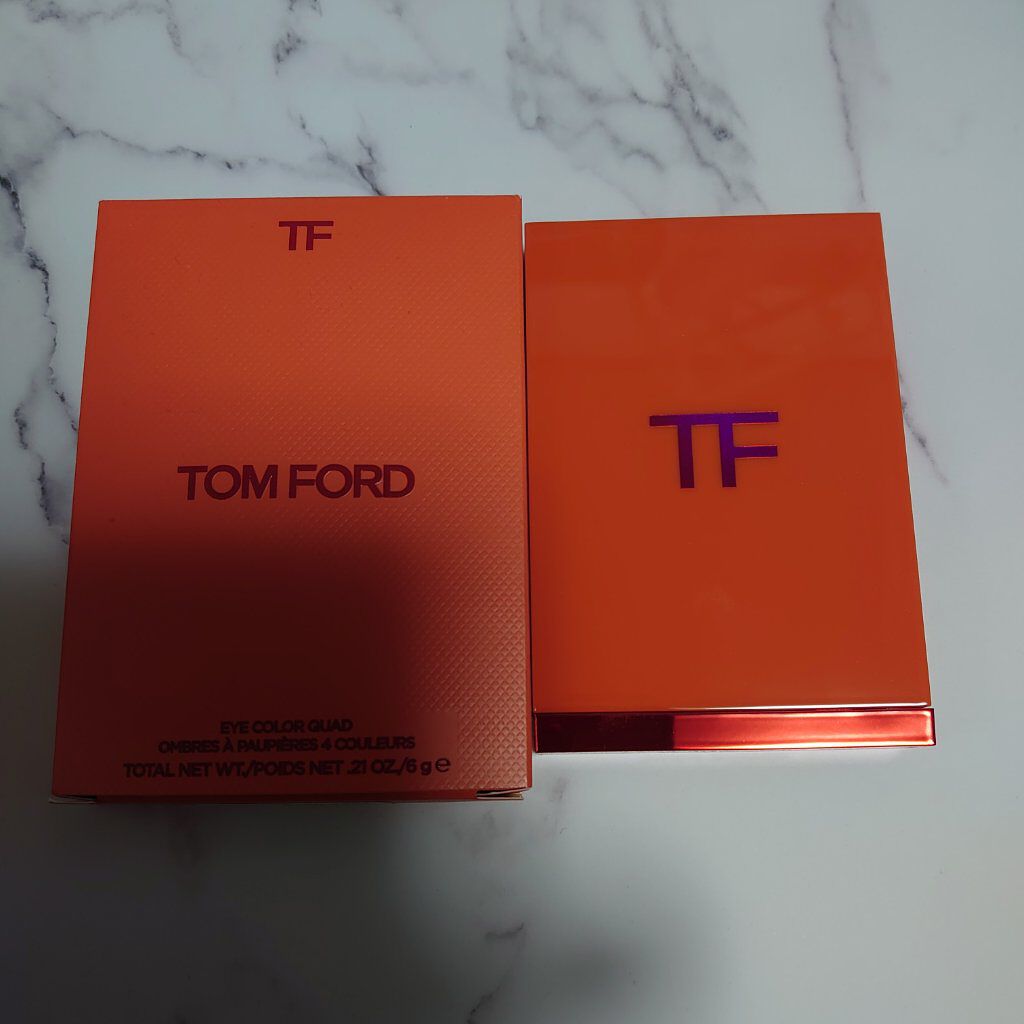 TF
TOM FORD
EYE COLOR QUAD
OMBRES À PAUPIÈRES 4 COULEURS
TOTAL NET WT./POIDS NET .21 OZ./6 g ℮
TF